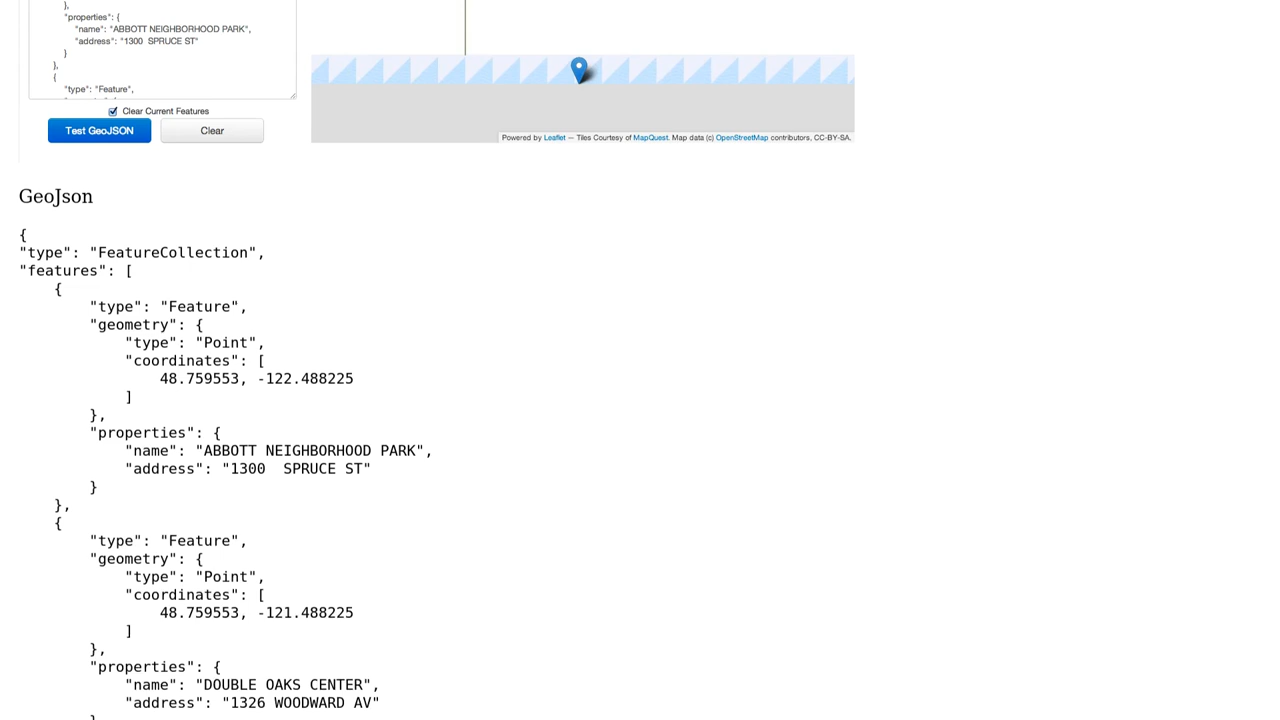 },
"properties": {
"name": "ABBOTT NEIGHBORHOOD PARK",
"address": "1300  SPRUCE ST"
}
},
{
"type": "Feature",
Clear Current Features
Test GeoJSON
Clear
Powered by Leaflet — Tiles Courtesy of MapQuest. Map data (c) OpenStreetMap contributors, CC-BY-SA.
GeoJson
{
"type": "FeatureCollection",
"features": [
    {
        "type": "Feature",
        "geometry": {
            "type": "Point",
            "coordinates": [
                48.759553, -122.488225
            ]
        },
        "properties": {
            "name": "ABBOTT NEIGHBORHOOD PARK",
            "address": "1300  SPRUCE ST"
        }
    },
    {
        "type": "Feature",
        "geometry": {
            "type": "Point",
            "coordinates": [
                48.759553, -121.488225
            ]
        },
        "properties": {
            "name": "DOUBLE OAKS CENTER",
            "address": "1326 WOODWARD AV"
        }